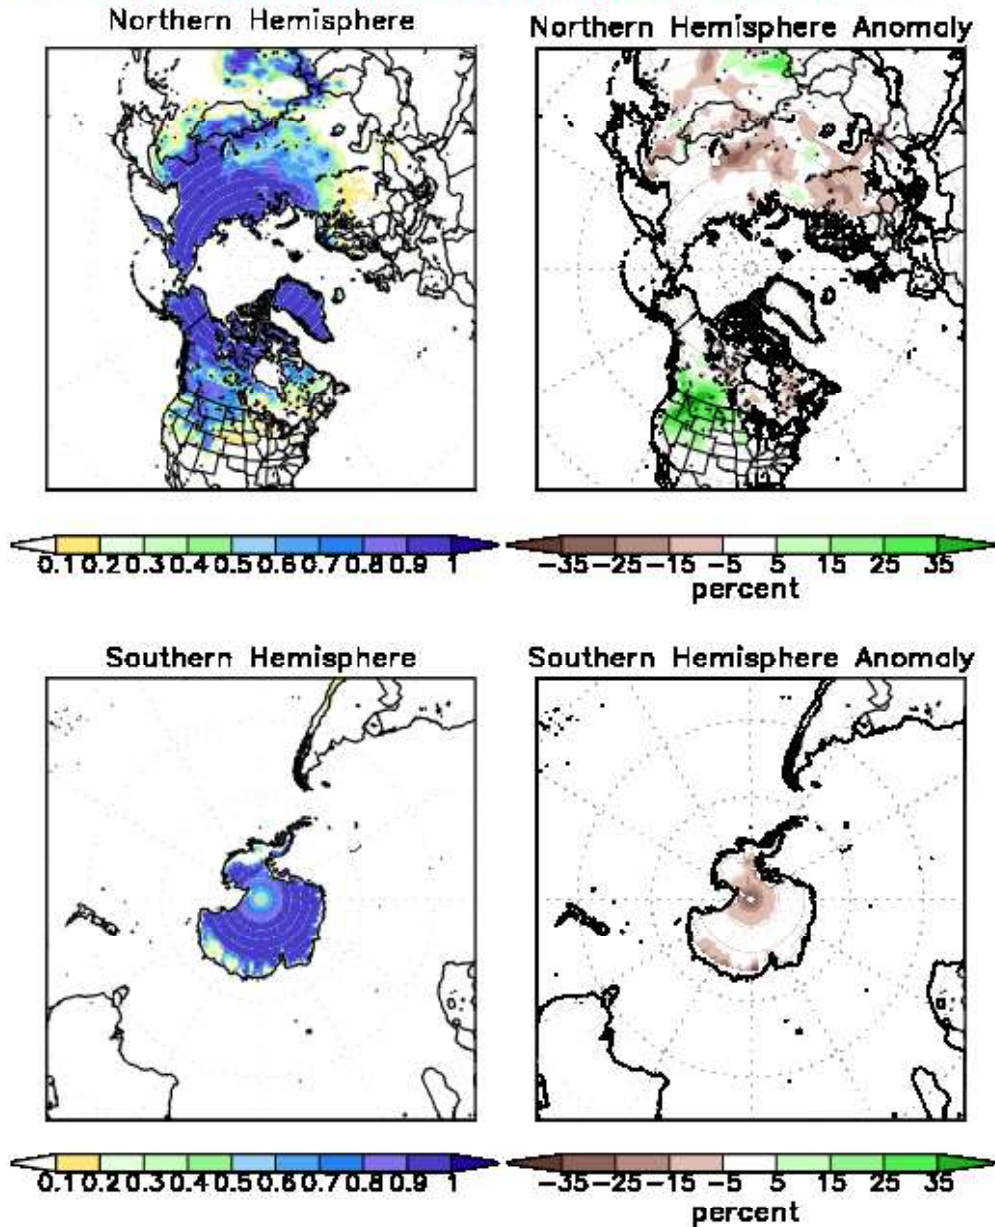 Northern Hemisphere
Northern Hemisphere Anomaly
0.1 0.2 0.3 0.4 0.5 0.6 0.7 0.8 0.9 1
-35 -25 -15 -5 5 15 25 35
percent
Southern Hemisphere
Southern Hemisphere Anomaly
0.1 0.2 0.3 0.4 0.5 0.6 0.7 0.8 0.9 1
-35 -25 -15 -5 5 15 25 35
percent